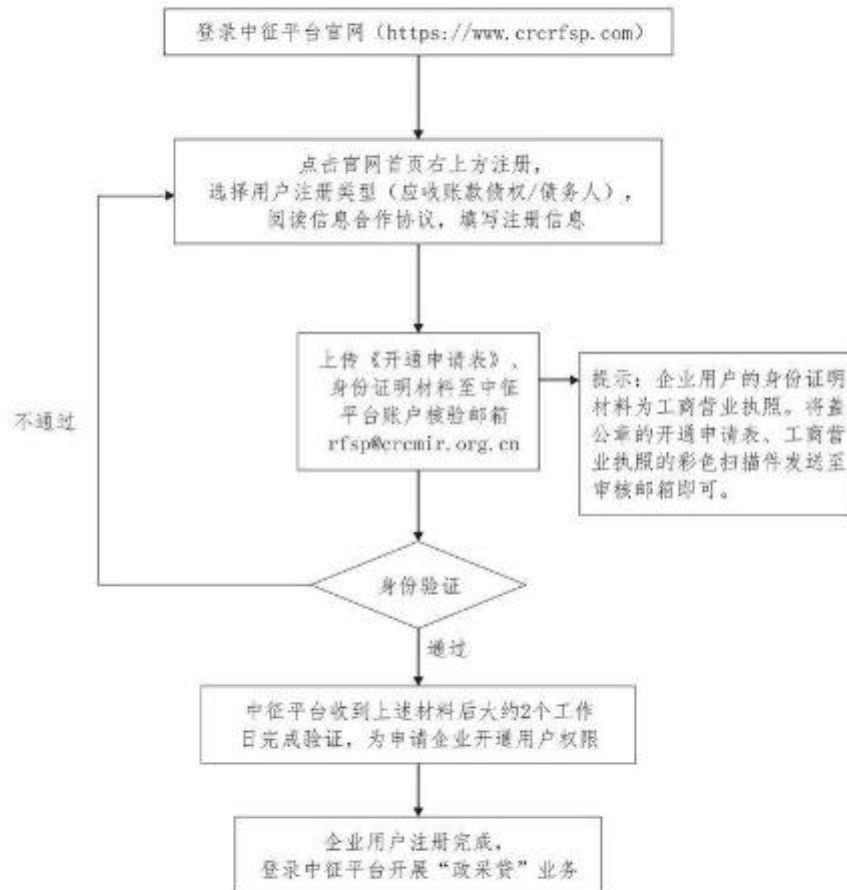 登录中征平台官网（https://www.crcrfsp.com）
点击官网首页右上方注册，
选择用户注册类型（应收账款债权/债务人），
阅读信息合作协议，填写注册信息
上传《开通申请表》、
身份证明材料至中征
平台账户核验邮箱
rfsp@crcmir.org.cn
提示：企业用户的身份证明
材料为工商营业执照。将盖
公章的开通申请表、工商营
业执照的彩色扫描件发送至
审核邮箱即可。
不通过
身份验证
通过
中征平台收到上述材料后大约2个工作
日完成验证，为申请企业开通用户权限
企业用户注册完成，
登录中征平台开展“政采贷”业务